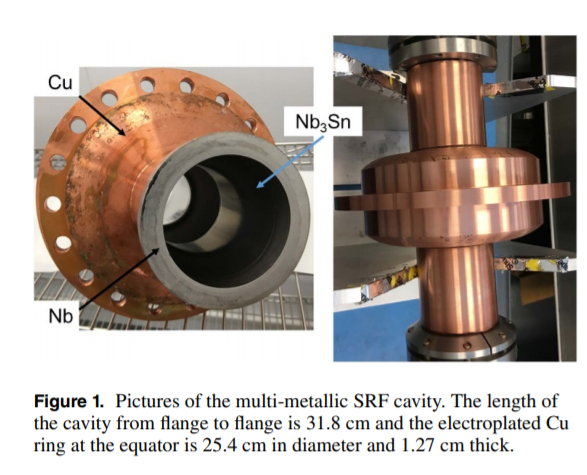 Cu
Nb₃Sn
Nb
Figure 1. Pictures of the multi-metallic SRF cavity. The length of
the cavity from flange to flange is 31.8 cm and the electroplated Cu
ring at the equator is 25.4 cm in diameter and 1.27 cm thick.